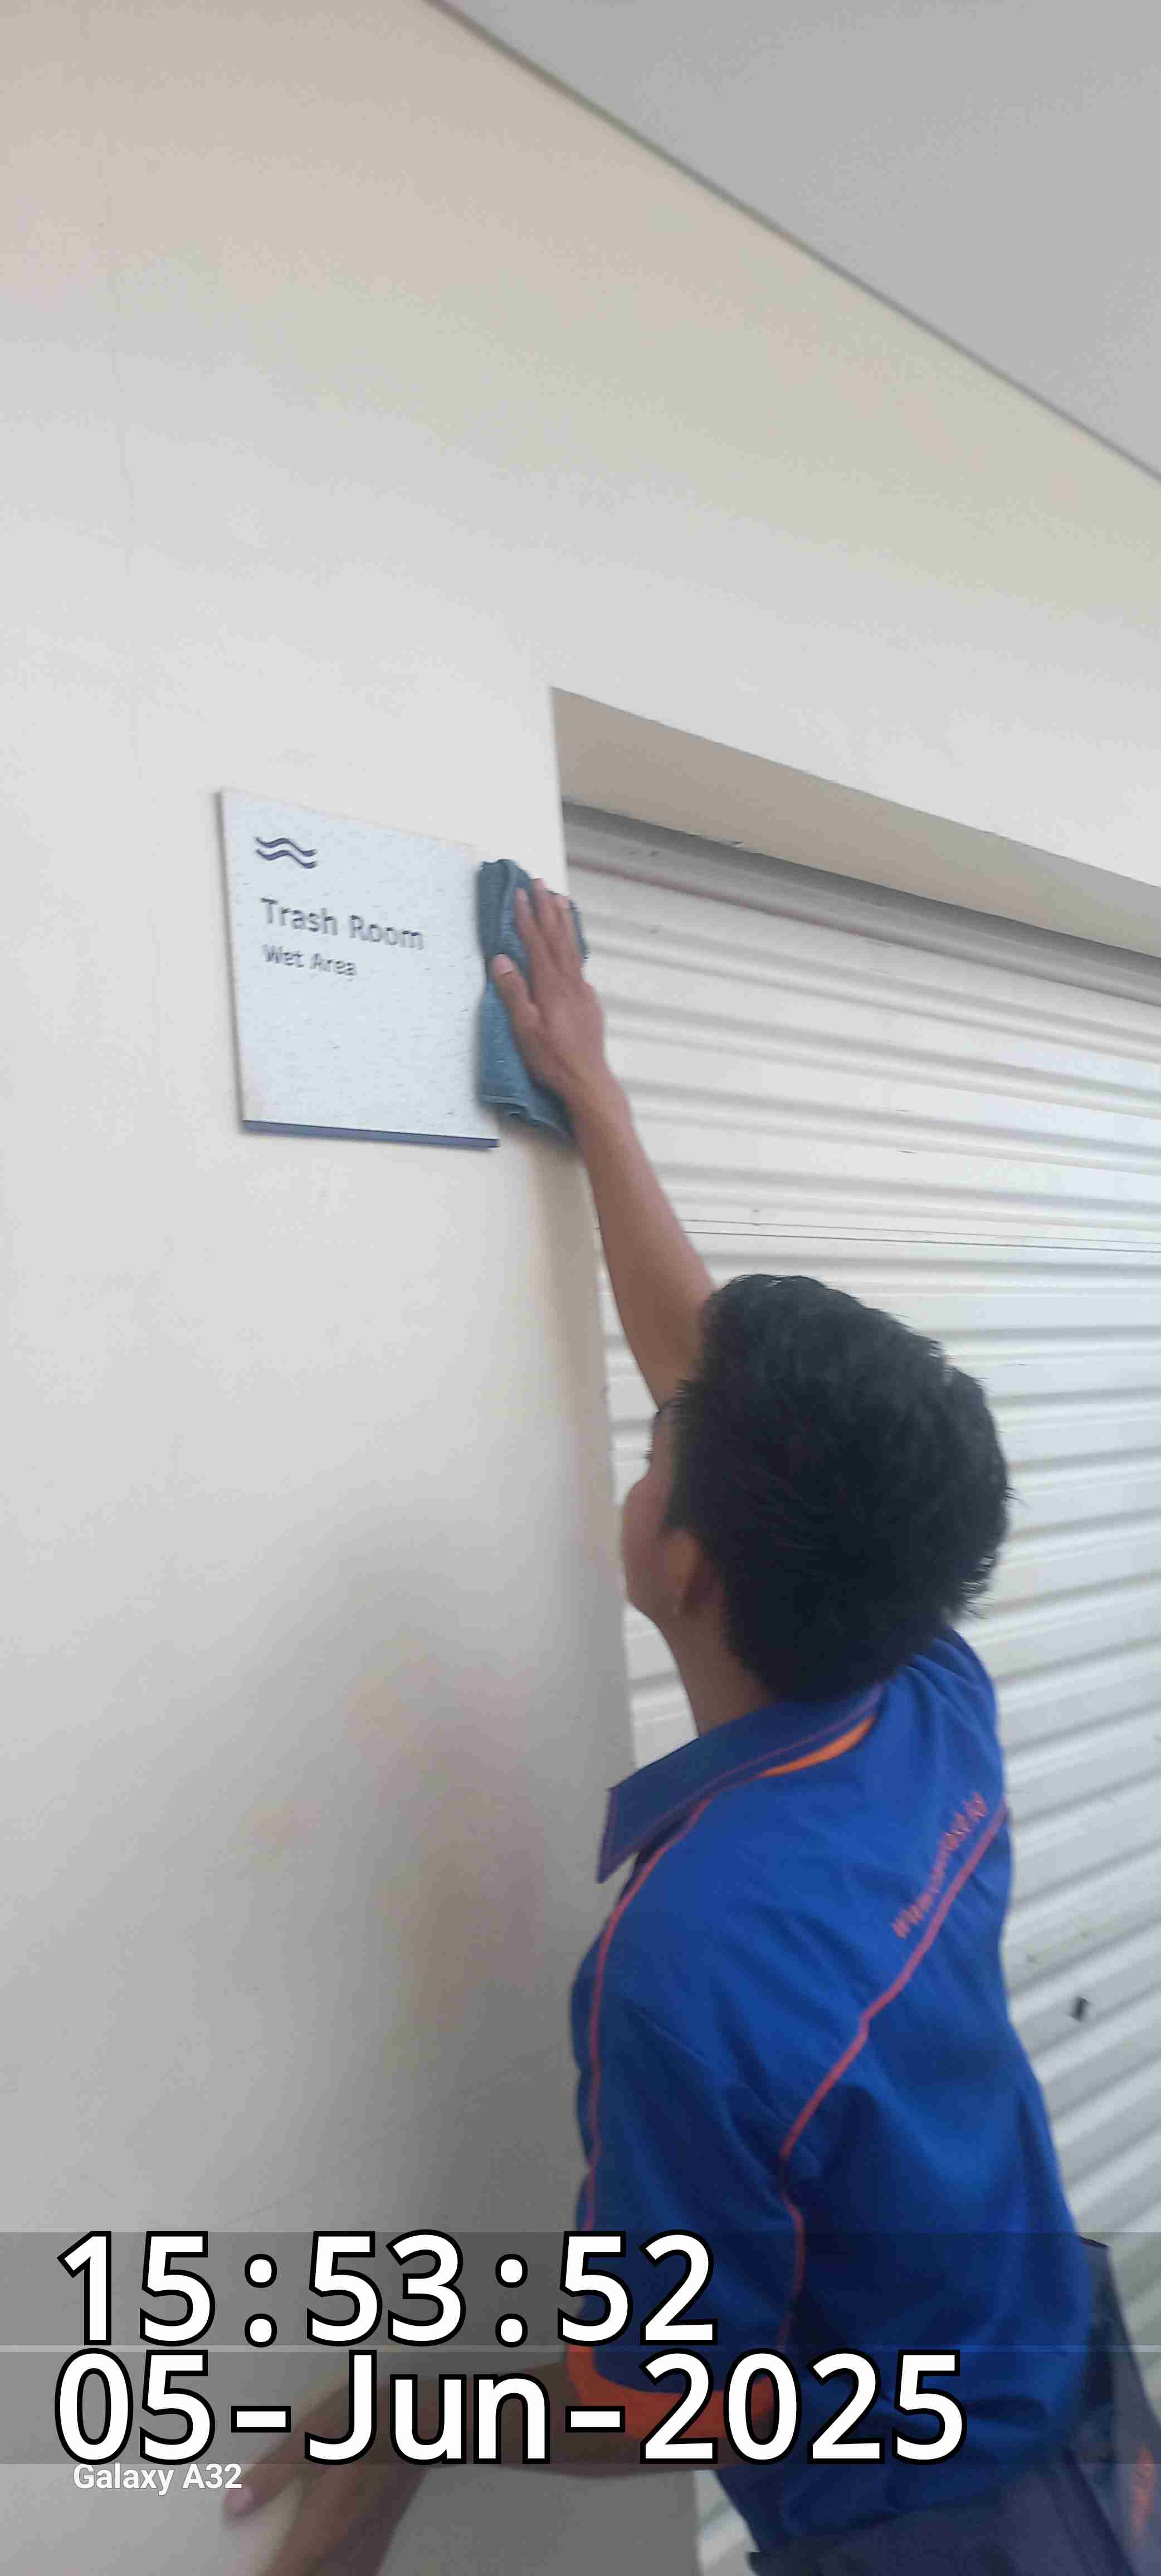 Trash Room
Wet Area
15:53:52
05-Jun-2025
Galaxy A32